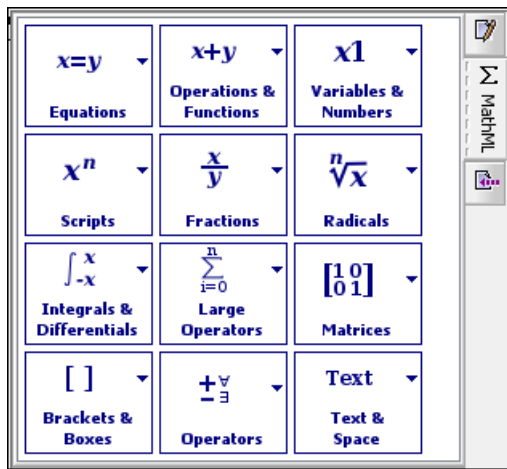 x=y
Equations
x+y
Operations &
Functions
x1
Variables &
Numbers
xⁿ
Scripts
x
y
Fractions
n√x
Radicals
∫ x
-x
Integrals &
Differentials
n
∑
i=0
Large
Operators
[1 0
0 1]
Matrices
[ ]
Brackets &
Boxes
± ∀
∃
Operators
Text
Text &
Space
∑ MathML